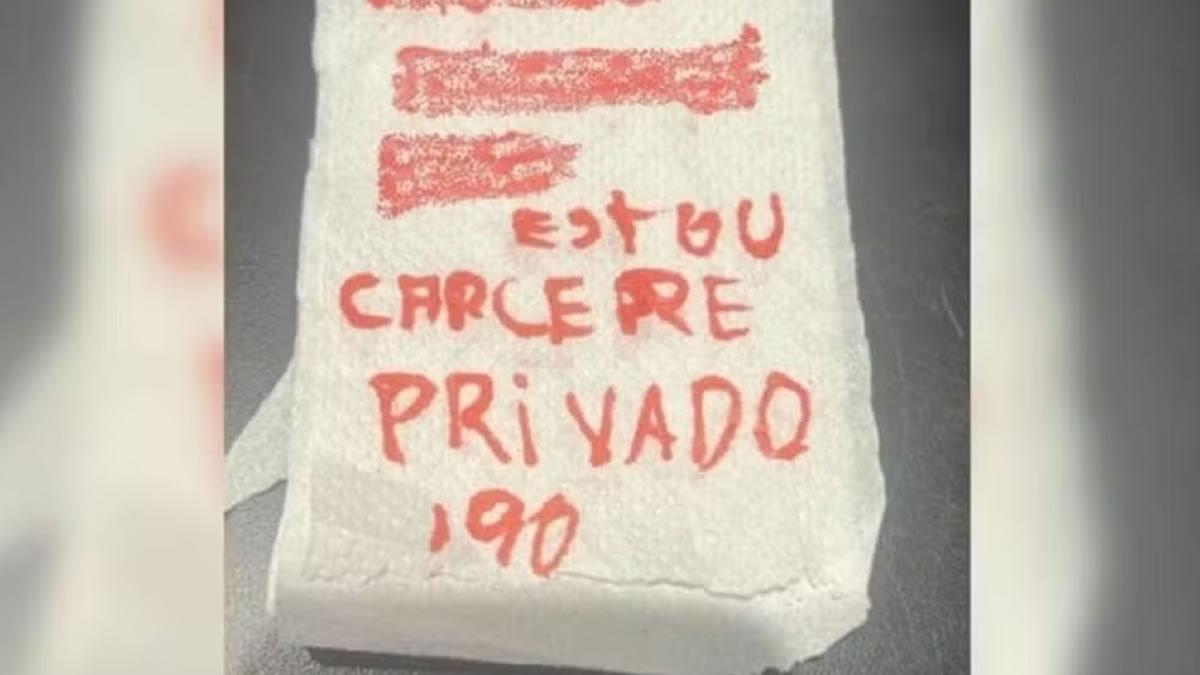 ESTOU
CARCERE
PRIVADO
190